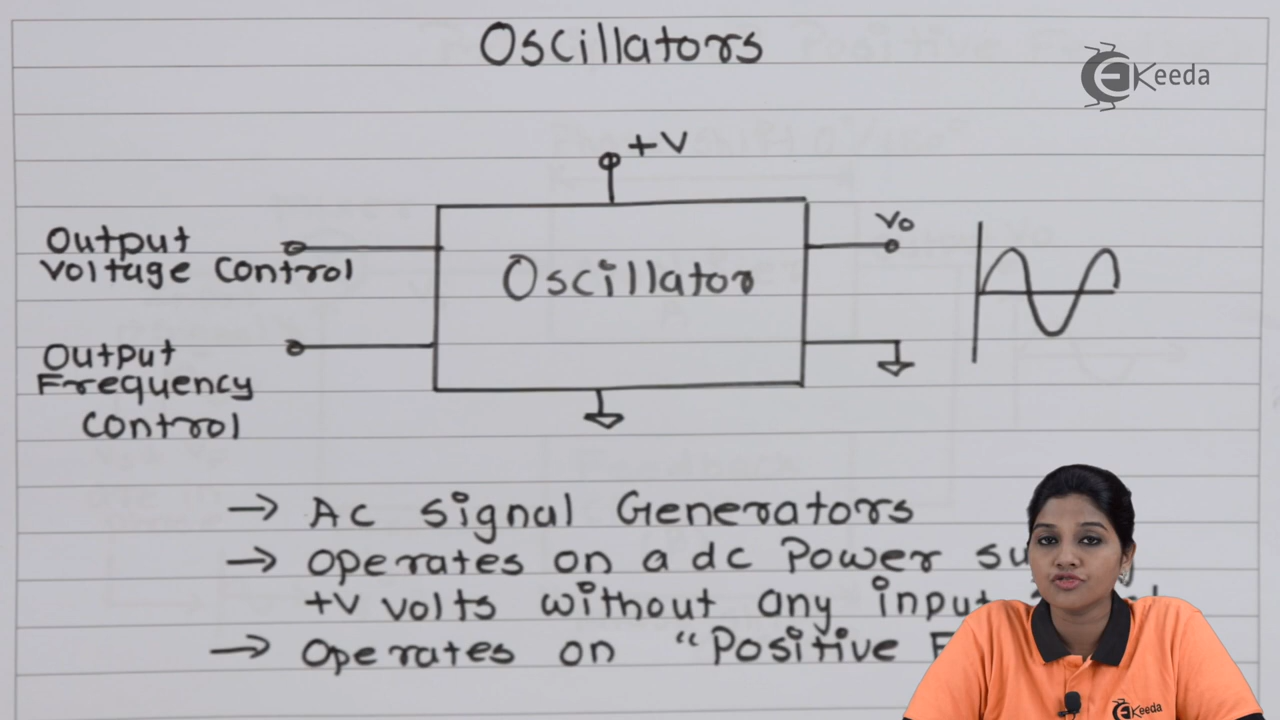 Oscillators
EKeeda
+V
Output
Voltage Control
Vo
Oscillator
Output
Frequency
Control
→ AC Signal Generators
→ Operates on a dc Power
+V volts without any input
→ Operates on "Positive
EKeeda